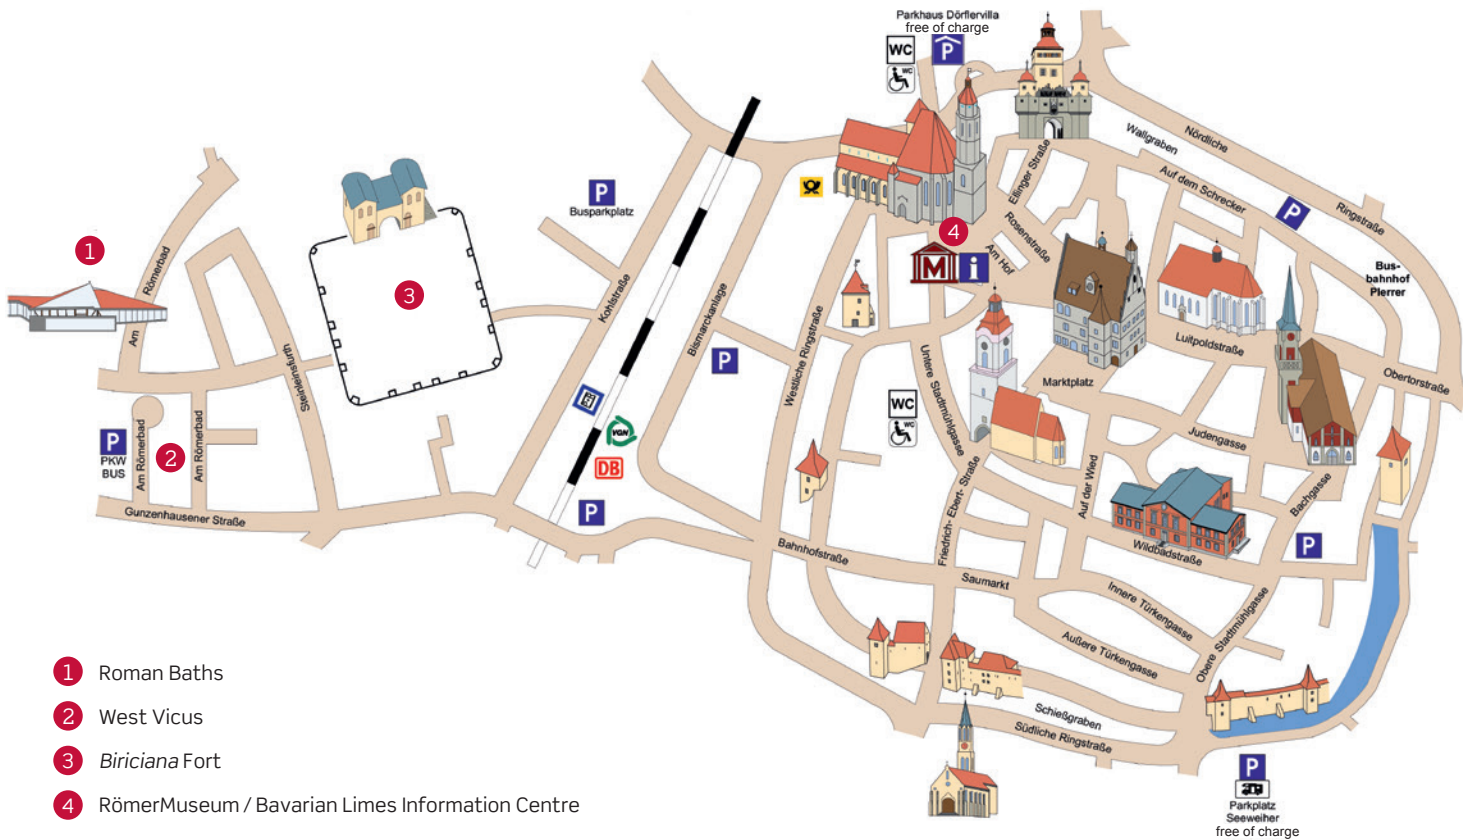 Parkhaus Dörflervilla
free of charge
WC
P
WC
Nördliche
Wallgraben
Ringstraße
Auf dem Schrecker
P
Ellinger Straße
Rosenstraße
Am Hof
4
M
i
Bus-
bahnhof
Plerrer
1
Am
Römerbad
3
P
Busparkplatz
Kohlstraße
Bismarckanlage
Westliche Ringstraße
P
Untere Stadtmühlgasse
Marktplatz
Luitpoldstraße
Obertorstraße
Steinleinsfurth
WC
Judengasse
VGN
DB
P
P
PKW
BUS
Am Römerbad
2
Am Römerbad
Gunzenhausener Straße
Friedrich-Ebert-Straße
Auf der Wied
Bachgasse
Wildbadstraße
P
Bahnhofstraße
Saumarkt
Innere Türkengasse
Äußere Türkengasse
Obere Stadtmühlgasse
Schießgraben
Südliche Ringstraße
P
Parkplatz
Seeweiher
free of charge
1 Roman Baths
2 West Vicus
3 Biriciana Fort
4 RömerMuseum / Bavarian Limes Information Centre